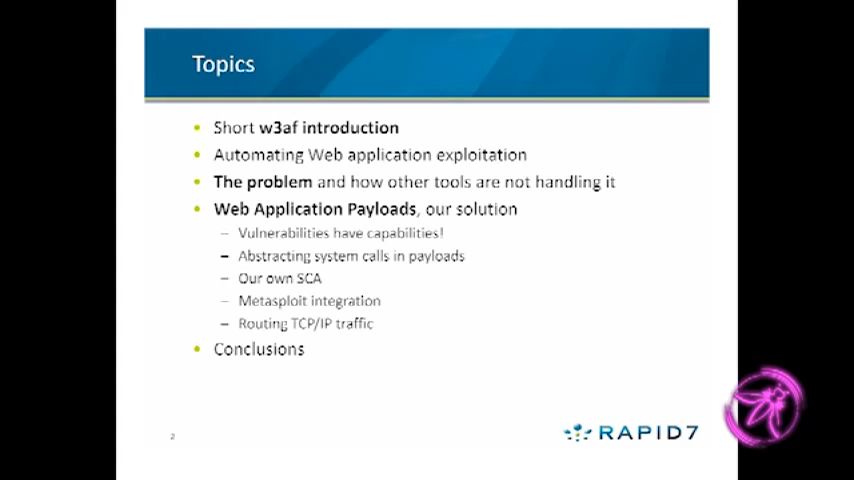 Topics
• Short w3af introduction
• Automating Web application exploitation
• The problem and how other tools are not handling it
• Web Application Payloads, our solution
– Vulnerabilities have capabilities!
– Abstracting system calls in payloads
– Our own SCA
– Metasploit integration
– Routing TCP/IP traffic
• Conclusions
2
RAPID7